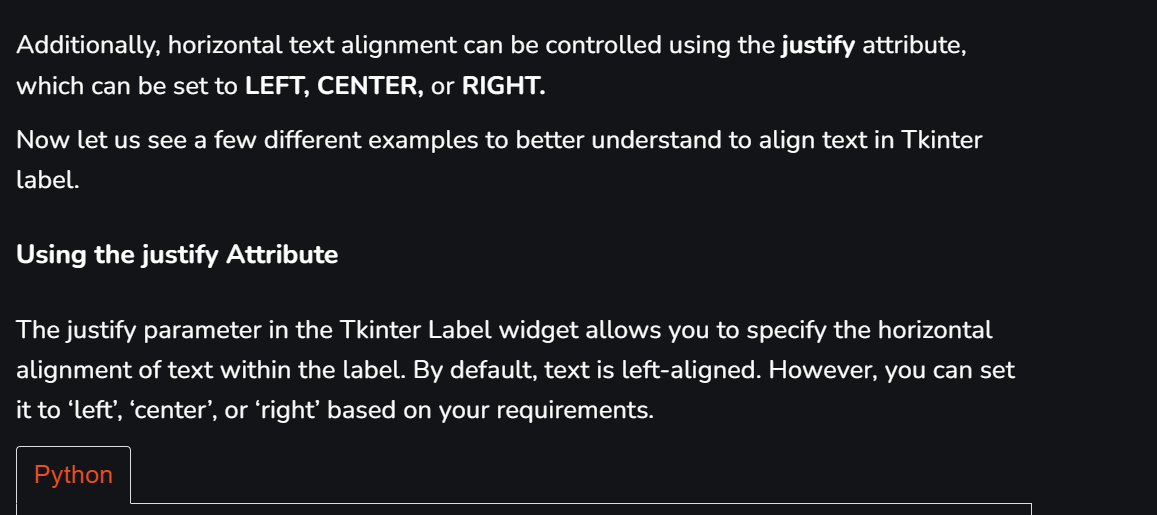 Additionally, horizontal text alignment can be controlled using the justify attribute,
which can be set to LEFT, CENTER, or RIGHT.
Now let us see a few different examples to better understand to align text in Tkinter
label.
Using the justify Attribute
The justify parameter in the Tkinter Label widget allows you to specify the horizontal
alignment of text within the label. By default, text is left-aligned. However, you can set
it to ‘left’, ‘center’, or ‘right’ based on your requirements.
Python